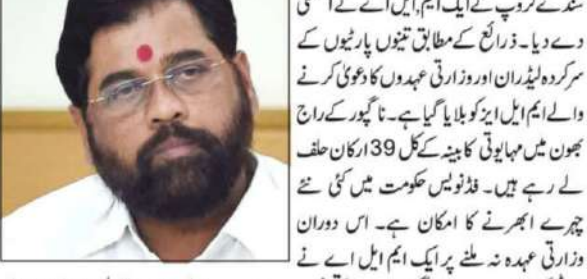 شندے گروپ کے ایک ایم،ایل اے نے استعفیٰ
دے دیا۔ ذرائع کے مطابق تینوں پارٹیوں کے
سرکردہ لیڈران اور وزارتی عہدوں کا دعویٰ کرنے
والے ایم ایل ایز کو بلایا گیا ہے۔ ناگپور کے راج
بھون میں مہایوتی کابینہ کے کل 39 ارکان حلف
لے رہے ہیں۔ فڈنویس حکومت میں کئی نئے
چہرے ابھرنے کا امکان ہے۔ اس دوران
وزارتی عہدہ نہ ملنے پر ایک ایم ایل اے نے